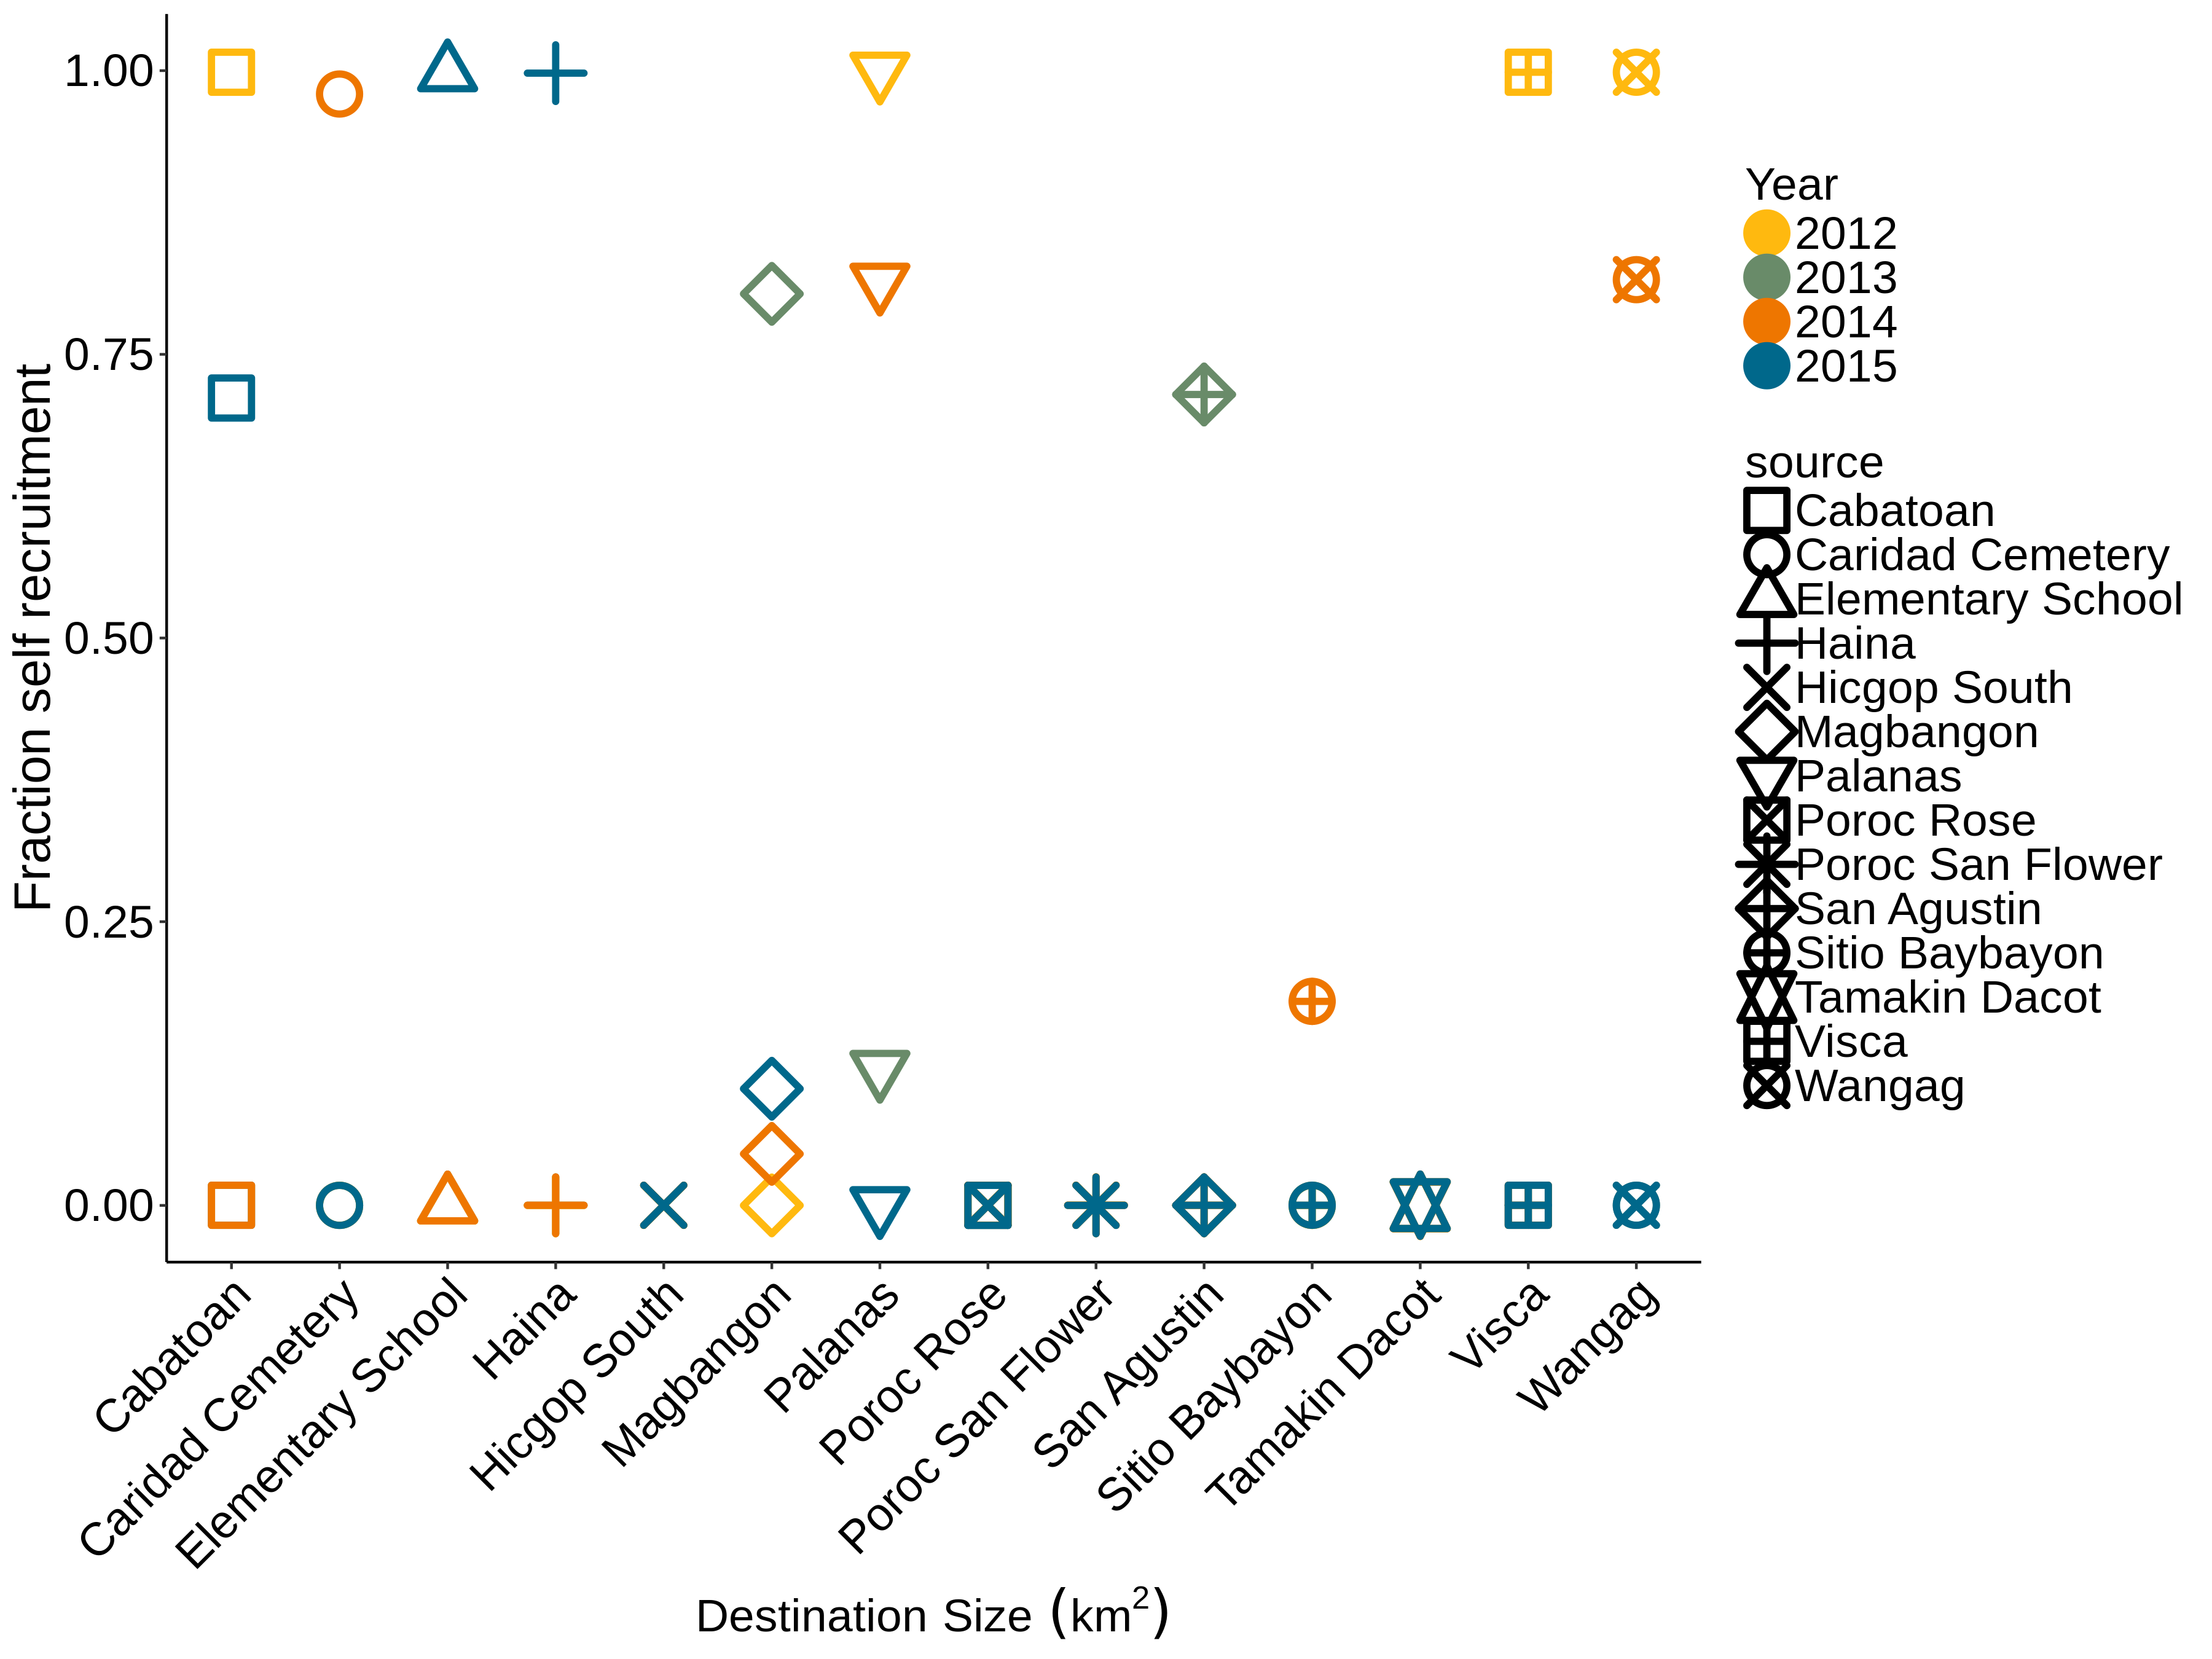 Fraction self recruitment
1.00
0.75
0.50
0.25
0.00
Cabatoan
Caridad Cemetery
Elementary School
Haina
Hicgop South
Magbangon
Palanas
Poroc Rose
Poroc San Flower
San Agustin
Sitio Baybayon
Tamakin Dacot
Visca
Wangag
Destination Size (km²)
Year
2012
2013
2014
2015
source
Cabatoan
Caridad Cemetery
Elementary School
Haina
Hicgop South
Magbangon
Palanas
Poroc Rose
Poroc San Flower
San Agustin
Sitio Baybayon
Tamakin Dacot
Visca
Wangag